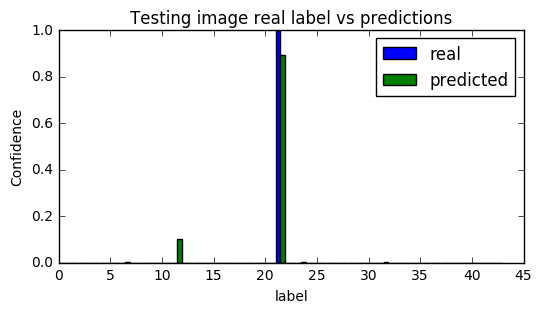 Testing image real label vs predictions
1.0
0.8
0.6
0.4
0.2
0.0
Confidence
real
predicted
0 5 10 15 20 25 30 35 40 45
label